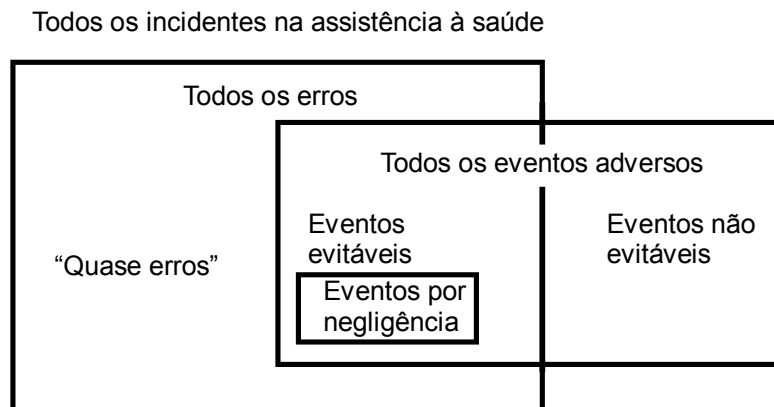 Todos os incidentes na assistência à saúde
Todos os erros
Todos os eventos adversos
Eventos
evitáveis
Eventos não
evitáveis
“Quase erros”
Eventos por
negligência